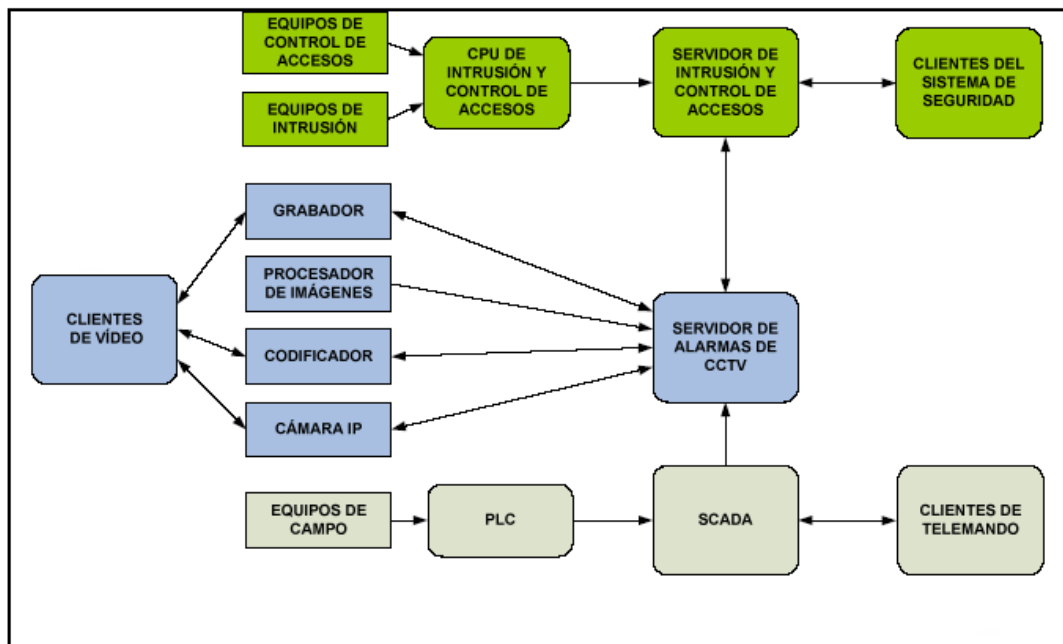 EQUIPOS DE
CONTROL DE
ACCESOS
CPU DE
INTRUSIÓN Y
CONTROL DE
ACCESOS
SERVIDOR DE
INTRUSIÓN Y
CONTROL DE
ACCESOS
CLIENTES DEL
SISTEMA DE
SEGURIDAD
EQUIPOS DE
INTRUSIÓN
GRABADOR
PROCESADOR
DE IMÁGENES
CLIENTES
DE VÍDEO
SERVIDOR DE
ALARMAS DE
CCTV
CODIFICADOR
CÁMARA IP
EQUIPOS DE
CAMPO
PLC
SCADA
CLIENTES DE
TELEMANDO